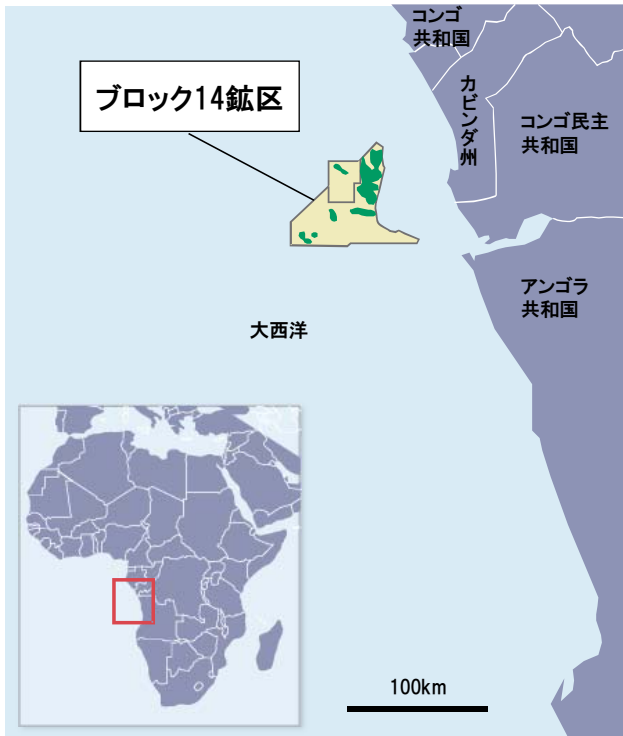 コンゴ
共和国
ブロック14鉱区
カビンダ州
コンゴ民主
共和国
アンゴラ
共和国
大西洋
100km